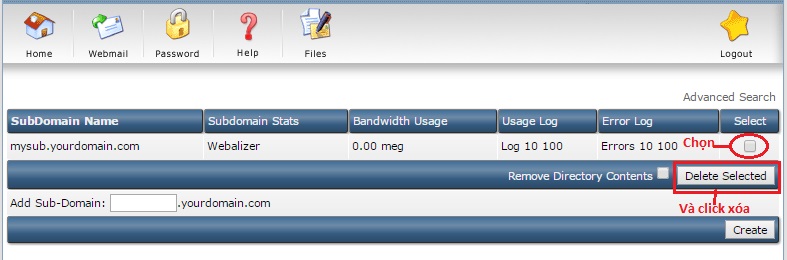 Home Webmail Password Help Files Logout
Advanced Search
SubDomain Name Subdomain Stats Bandwidth Usage Usage Log Error Log Select
mysub.yourdomain.com Webalizer 0.00 meg Log 10 100 Errors 10 100 Chọn
Remove Directory Contents Delete Selected
Add Sub-Domain: .yourdomain.com Và click xóa
Create